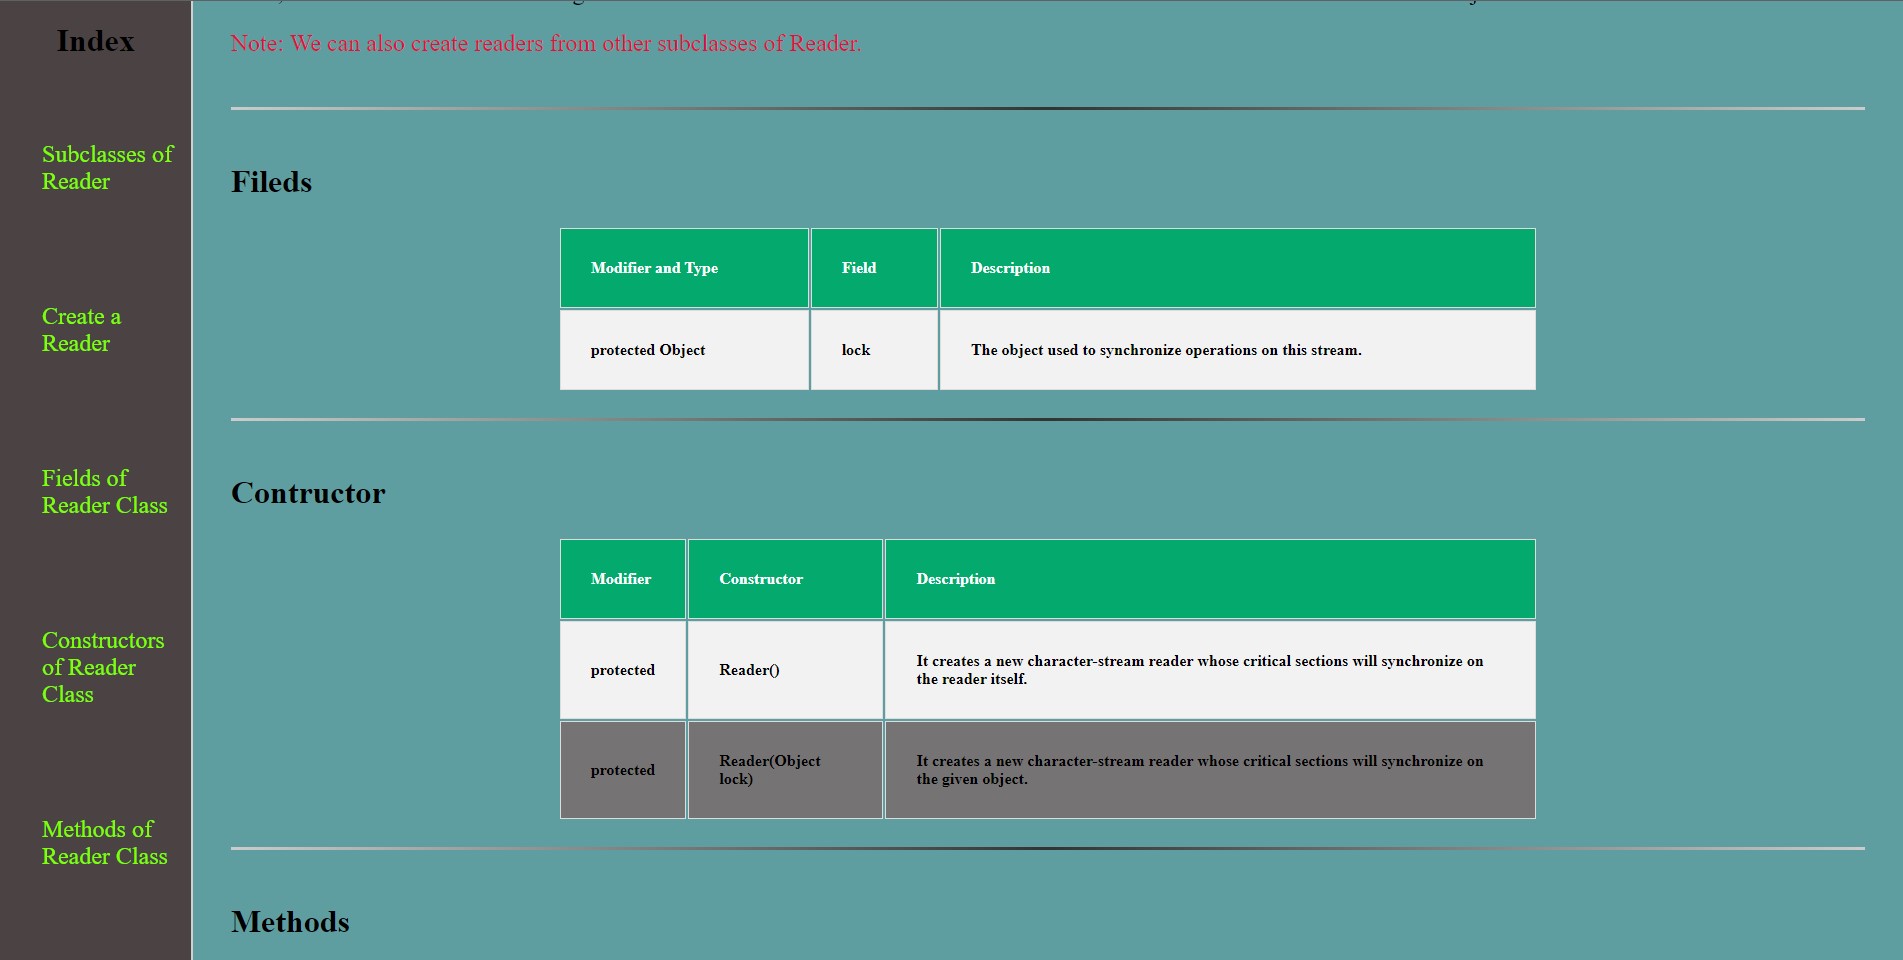 Index
Subclasses of
Reader
Create a
Reader
Fields of
Reader Class
Constructors
of Reader
Class
Methods of
Reader Class
Note: We can also create readers from other subclasses of Reader.
Fileds
Modifier and Type Field Description
protected Object lock The object used to synchronize operations on this stream.
Contructor
Modifier Constructor Description
protected Reader() It creates a new character-stream reader whose critical sections will synchronize on
the reader itself.
protected Reader(Object
lock)
It creates a new character-stream reader whose critical sections will synchronize on
the given object.
Methods